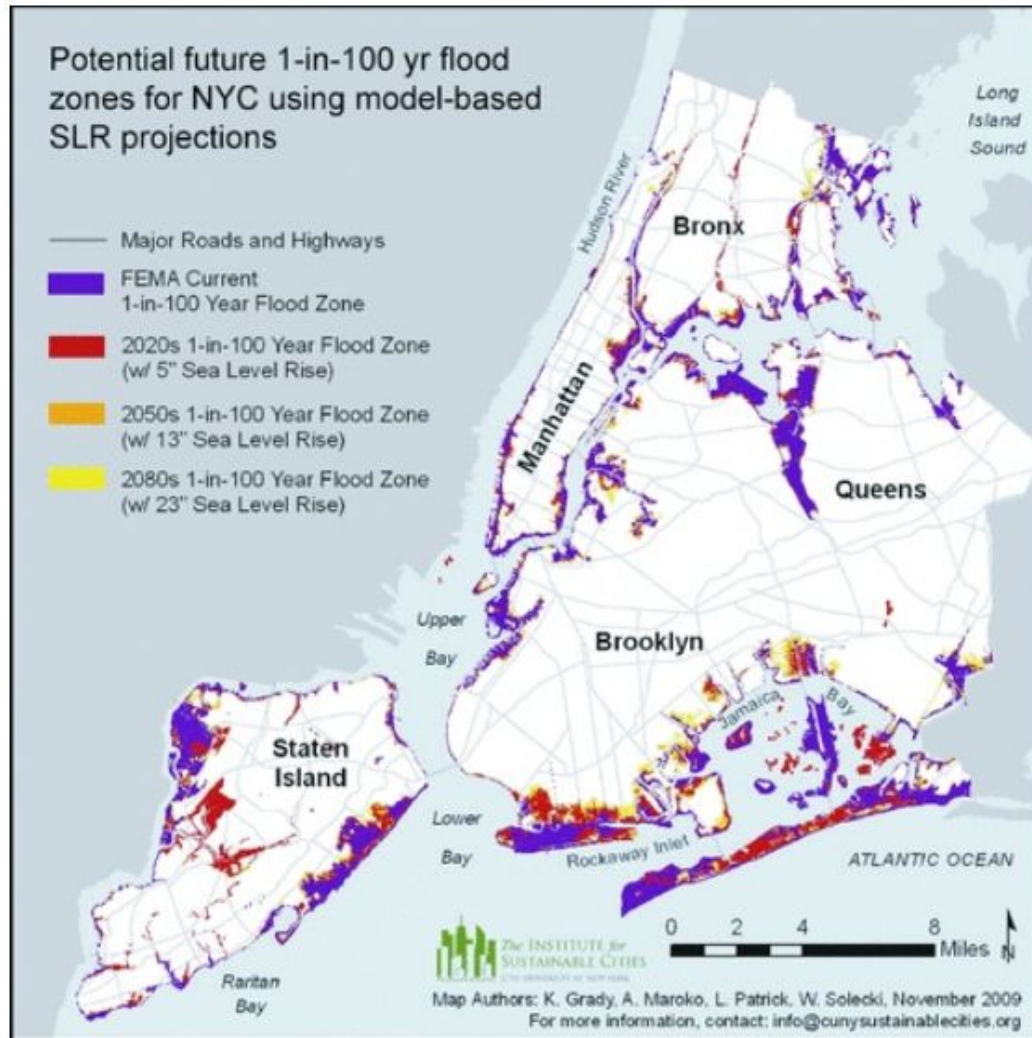 Potential future 1-in-100 yr flood
zones for NYC using model-based
SLR projections
Major Roads and Highways
FEMA Current
1-in-100 Year Flood Zone
2020s 1-in-100 Year Flood Zone
(w/ 5" Sea Level Rise)
2050s 1-in-100 Year Flood Zone
(w/ 13" Sea Level Rise)
2080s 1-in-100 Year Flood Zone
(w/ 23" Sea Level Rise)
Long
Island
Sound
Hudson River
Bronx
Manhattan
Queens
Upper
Bay
Brooklyn
Jamaica
Bay
Staten
Island
Lower
Bay
Rockaway Inlet
ATLANTIC OCEAN
Raritan
Bay
The INSTITUTE for
SUSTAINABLE CITIES
CITY UNIVERSITY OF NEW YORK
0 2 4 8
Miles
N
Map Authors: K. Grady, A. Maroko, L. Patrick, W. Solecki, November 2009
For more information, contact: info@cunysustainablecities.org